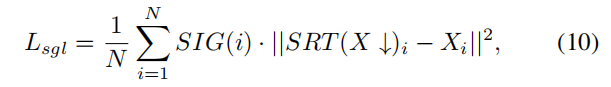 L_{sgl} = \frac{1}{N} \sum_{i=1}^{N} SIG(i) \cdot ||SRT(X \downarrow)_i - X_i||^2, (10)